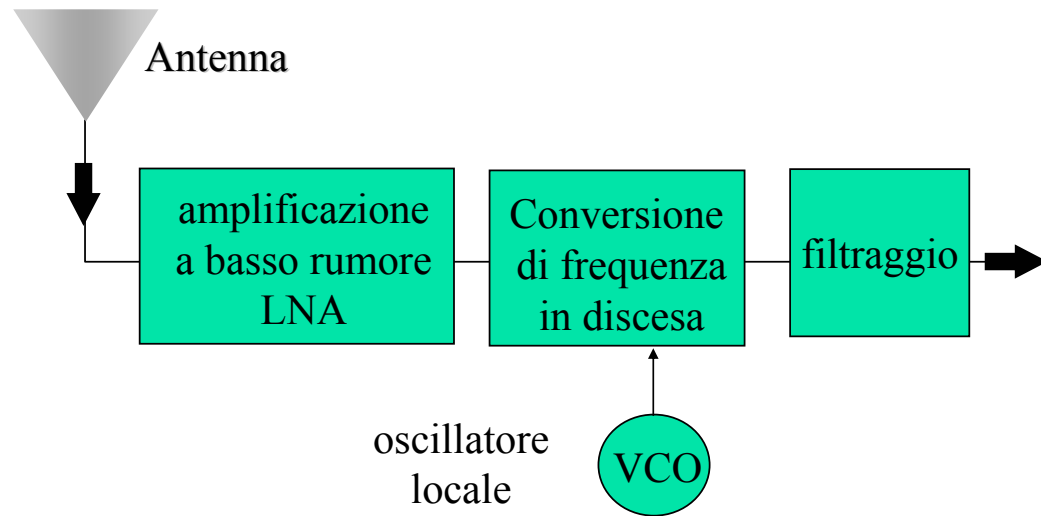 Antenna
amplificazione
a basso rumore
LNA
Conversione
di frequenza
in discesa
filtraggio
oscillatore
locale
VCO